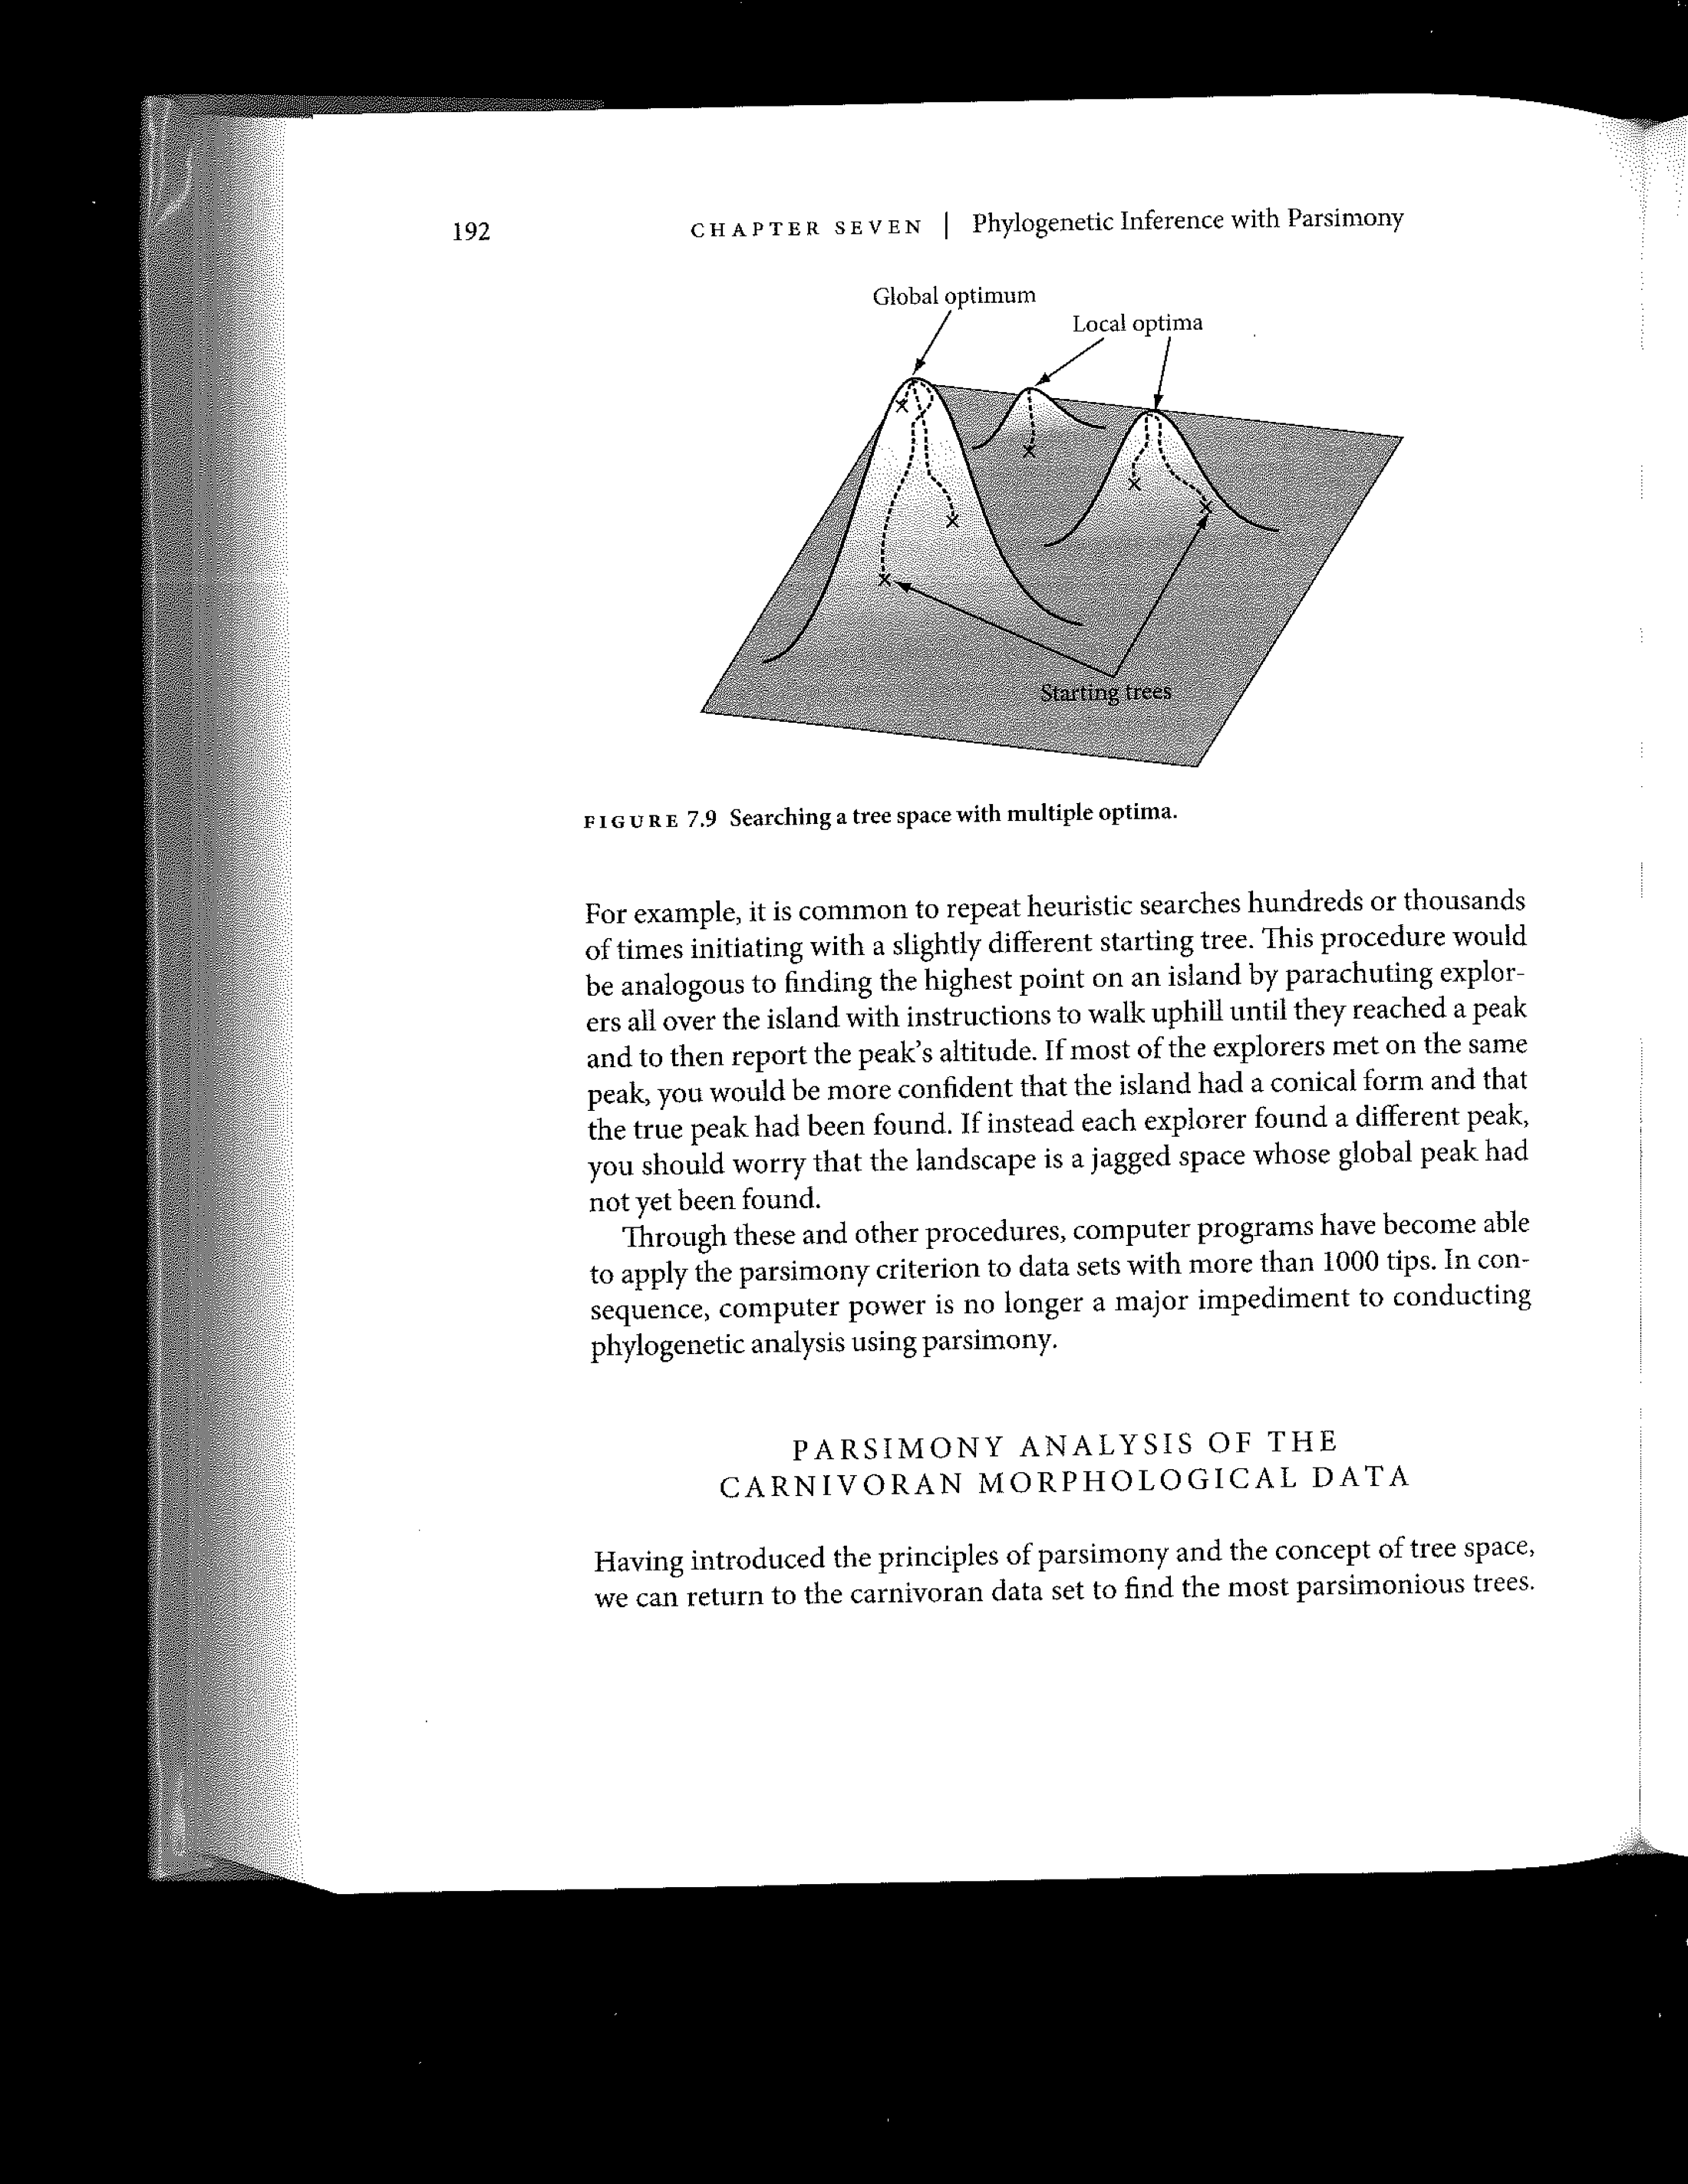 192
CHAPTER SEVEN | Phylogenetic Inference with Parsimony
Global optimum
Local optima
Starting trees
FIGURE 7.9 Searching a tree space with multiple optima.
For example, it is common to repeat heuristic searches hundreds or thousands
of times initiating with a slightly different starting tree. This procedure would
be analogous to finding the highest point on an island by parachuting explor-
ers all over the island with instructions to walk uphill until they reached a peak
and to then report the peak's altitude. If most of the explorers met on the same
peak, you would be more confident that the island had a conical form and that
the true peak had been found. If instead each explorer found a different peak,
you should worry that the landscape is a jagged space whose global peak had
not yet been found.
Through these and other procedures, computer programs have become able
to apply the parsimony criterion to data sets with more than 1000 tips. In con-
sequence, computer power is no longer a major impediment to conducting
phylogenetic analysis using parsimony.
PARSIMONY ANALYSIS OF THE
CARNIVORAN MORPHOLOGICAL DATA
Having introduced the principles of parsimony and the concept of tree space,
we can return to the carnivoran data set to find the most parsimonious trees.